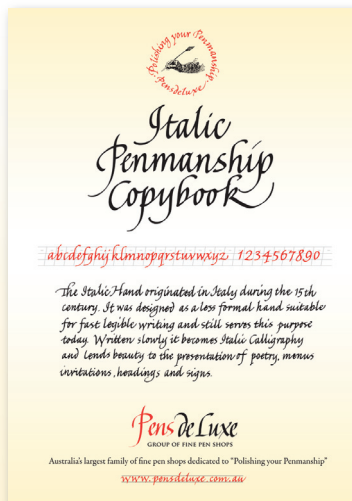 Polishing your Penmanship
Pensdeluxe
Italic
Penmanship
Copybook
abcdefghijklmnopqrstuvwxyz 1234567890
The Italic Hand originated in Italy during the 15th
century. It was designed as a less formal hand suitable
for fast legible writing and still serves this purpose
today. Written slowly it becomes Italic Calligraphy
and lends beauty to the presentation of poetry, menus
invitations, headings and signs.
Pens de Luxe
GROUP OF FINE PEN SHOPS
Australia's largest family of fine pen shops dedicated to "Polishing your Penmanship"
www.pensdeluxe.com.au